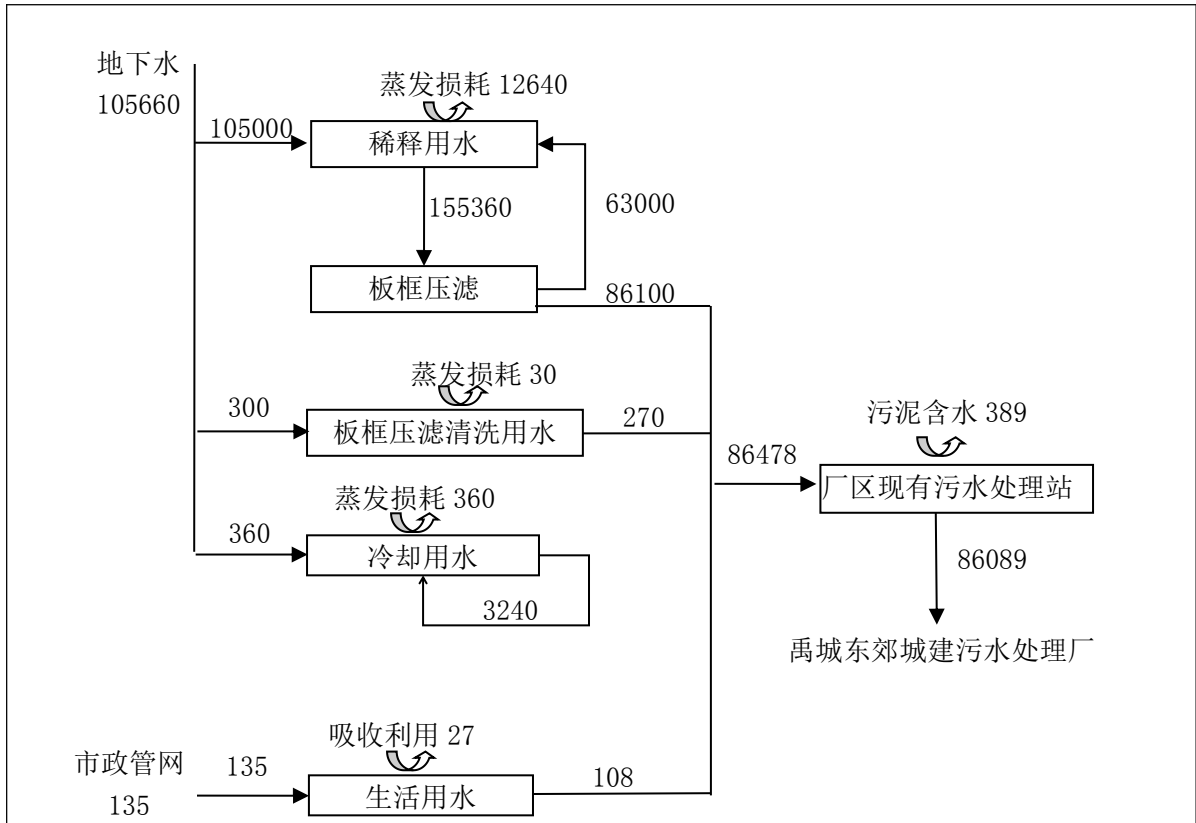 地下水
105660
蒸发损耗 12640
105000
稀释用水
155360
63000
板框压滤
86100
蒸发损耗 30
300
板框压滤清洗用水
270
污泥含水 389
86478
厂区现有污水处理站
蒸发损耗 360
360
冷却用水
3240
86089
禹城东郊城建污水处理厂
吸收利用 27
市政管网
135
135
生活用水
108